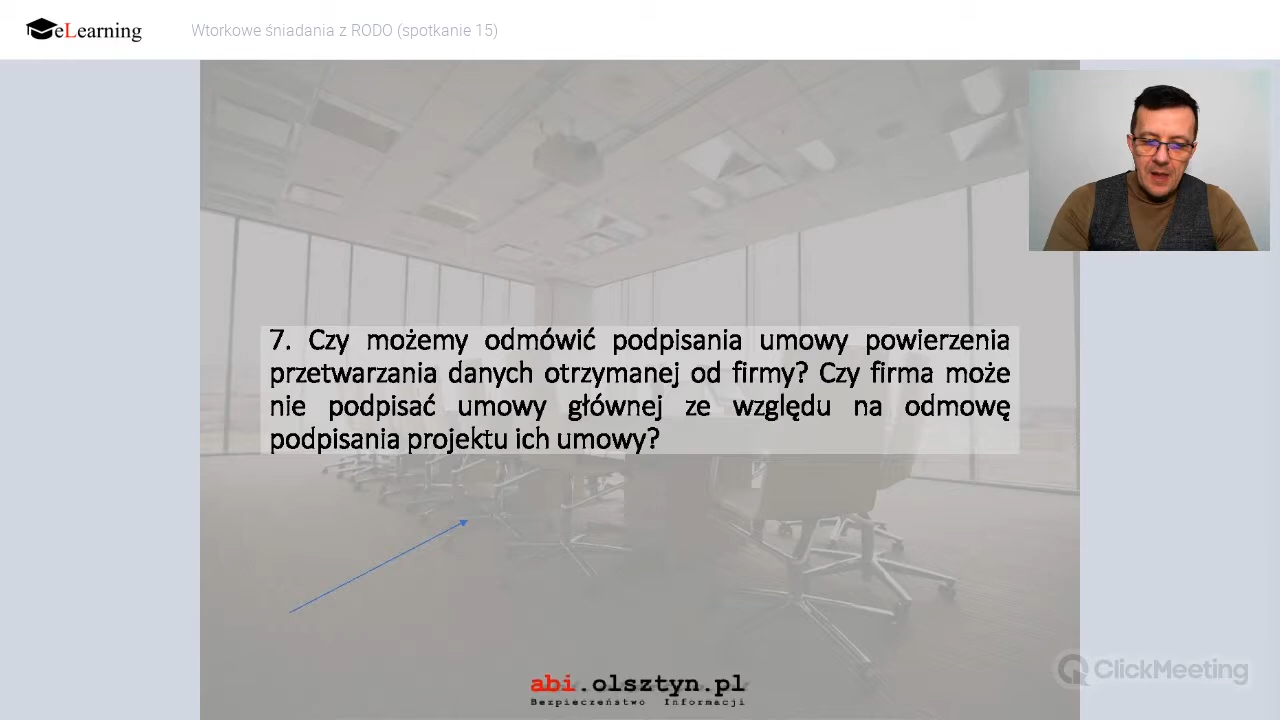 eLearning
Wtorkowe śniadania z RODO (spotkanie 15)
7. Czy możemy odmówić podpisania umowy powierzenia
przetwarzania danych otrzymanej od firmy? Czy firma może
nie podpisać umowy głównej ze względu na odmowę
podpisania projektu ich umowy?
abi.olsztyn.pl
Bezpieczeństwo Informacji
ClickMeeting